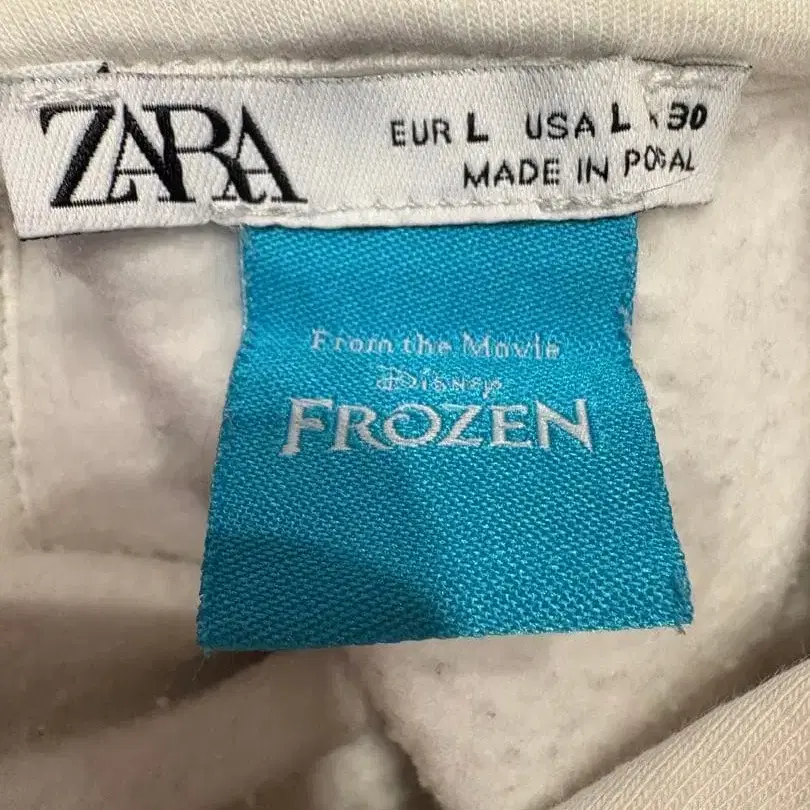 ZARA
EUR L USA L 30
MADE IN
From the Movie
Disney
FROZEN